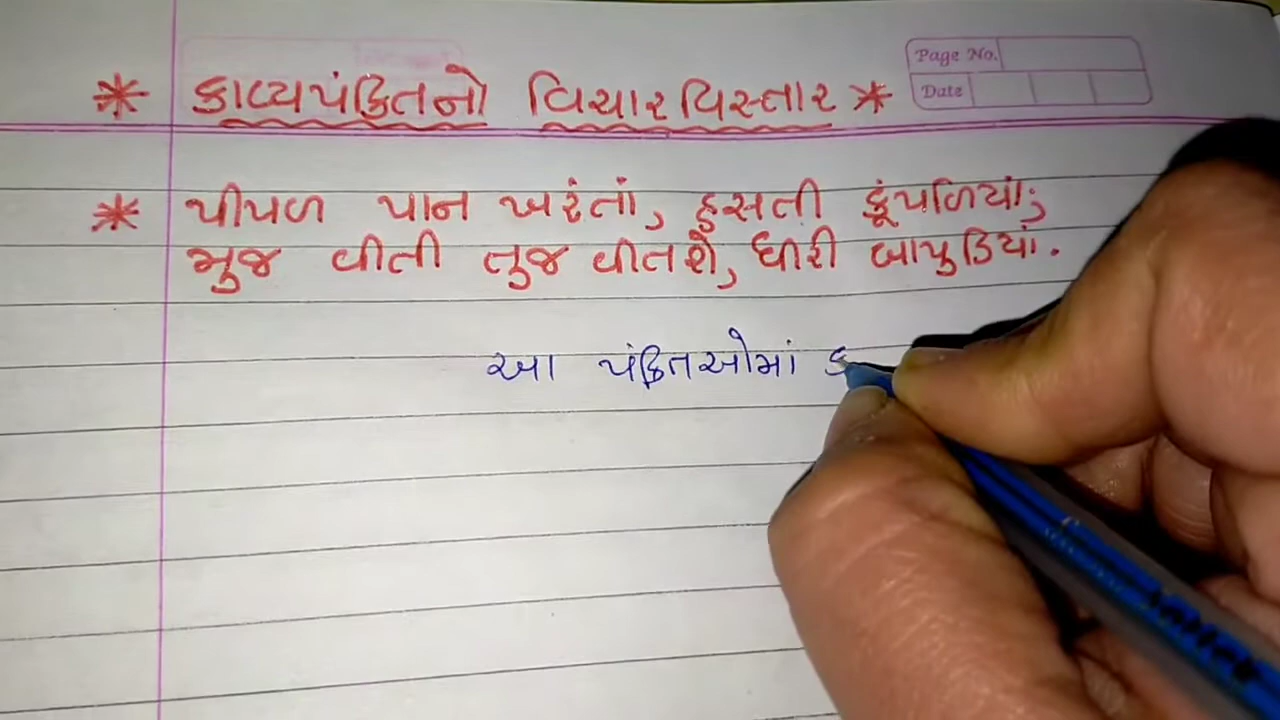 * કાવ્યપંક્તિનો વિચારવિસ્તાર *
Page No.
Date
* પીપળ પાન ખરંતાં, હસતી કૂંપળિયાં;
મુજ વીતી તુજ વીતશે, ધીરી બાપુડિયાં.
આ પંક્તિઓમાં ક